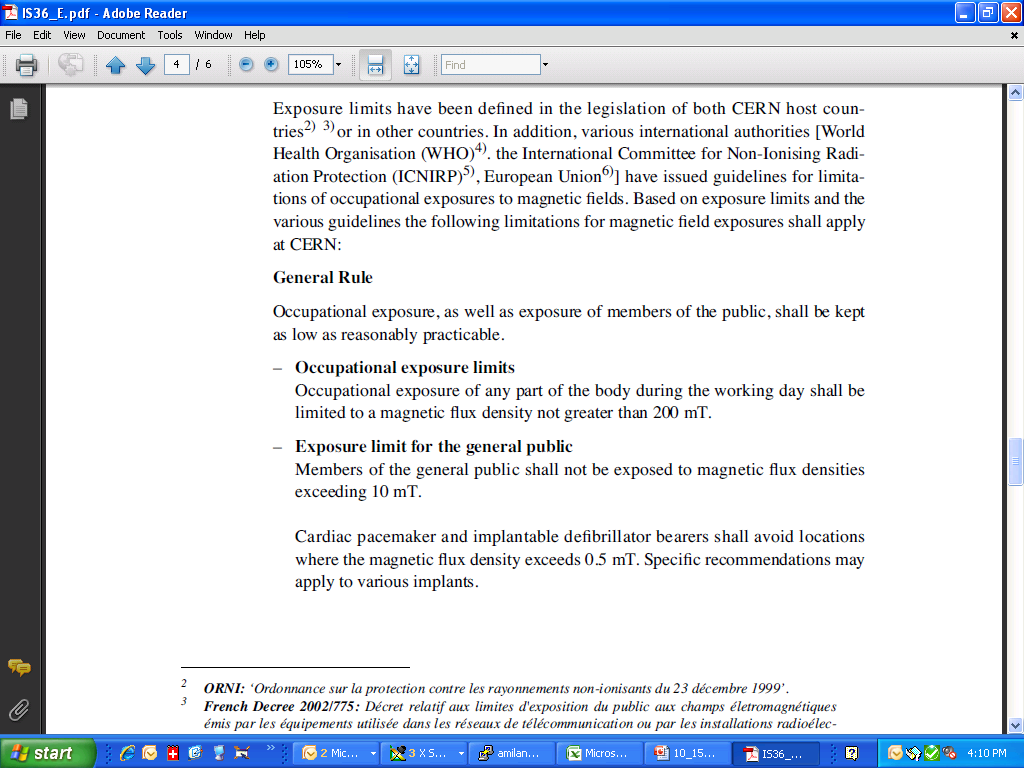 IS36_E.pdf - Adobe Reader
File Edit View Document Tools Window Help
4 / 6 105% Find
Exposure limits have been defined in the legislation of both CERN host coun-
tries2) 3) or in other countries. In addition, various international authorities [World
Health Organisation (WHO)4). the International Committee for Non-Ionising Radi-
ation Protection (ICNIRP)5), European Union6)] have issued guidelines for limita-
tions of occupational exposures to magnetic fields. Based on exposure limits and the
various guidelines the following limitations for magnetic field exposures shall apply
at CERN:
General Rule
Occupational exposure, as well as exposure of members of the public, shall be kept
as low as reasonably practicable.
– Occupational exposure limits
Occupational exposure of any part of the body during the working day shall be
limited to a magnetic flux density not greater than 200 mT.
– Exposure limit for the general public
Members of the general public shall not be exposed to magnetic flux densities
exceeding 10 mT.
Cardiac pacemaker and implantable defibrillator bearers shall avoid locations
where the magnetic flux density exceeds 0.5 mT. Specific recommendations may
apply to various implants.
2 ORNI: ‘Ordonnance sur la protection contre les rayonnements non-ionisants du 23 décembre 1999’.
3 French Decree 2002/775: Décret relatif aux limites d'exposition du public aux champs életromagnétiques
émis par les équipements utilisée dans les réseaux de télécommunication ou par les installations radioélec-
start 2 Mic... 3 X S... amilan... Micros... 10_15... IS36_... 4:10 PM